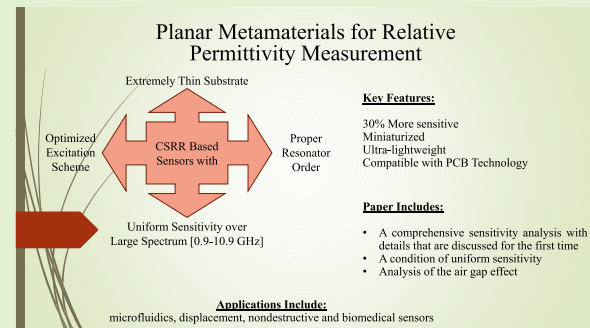 Planar Metamaterials for Relative
Permittivity Measurement
Extremely Thin Substrate
Optimized
Excitation
Scheme
CSRR Based
Sensors with
Proper
Resonator
Order
Uniform Sensitivity over
Large Spectrum [0.9-10.9 GHz]
Key Features:
30% More sensitive
Miniaturized
Ultra-lightweight
Compatible with PCB Technology
Paper Includes:
• A comprehensive sensitivity analysis with
details that are discussed for the first time
• A condition of uniform sensitivity
• Analysis of the air gap effect
Applications Include:
microfluidics, displacement, nondestructive and biomedical sensors